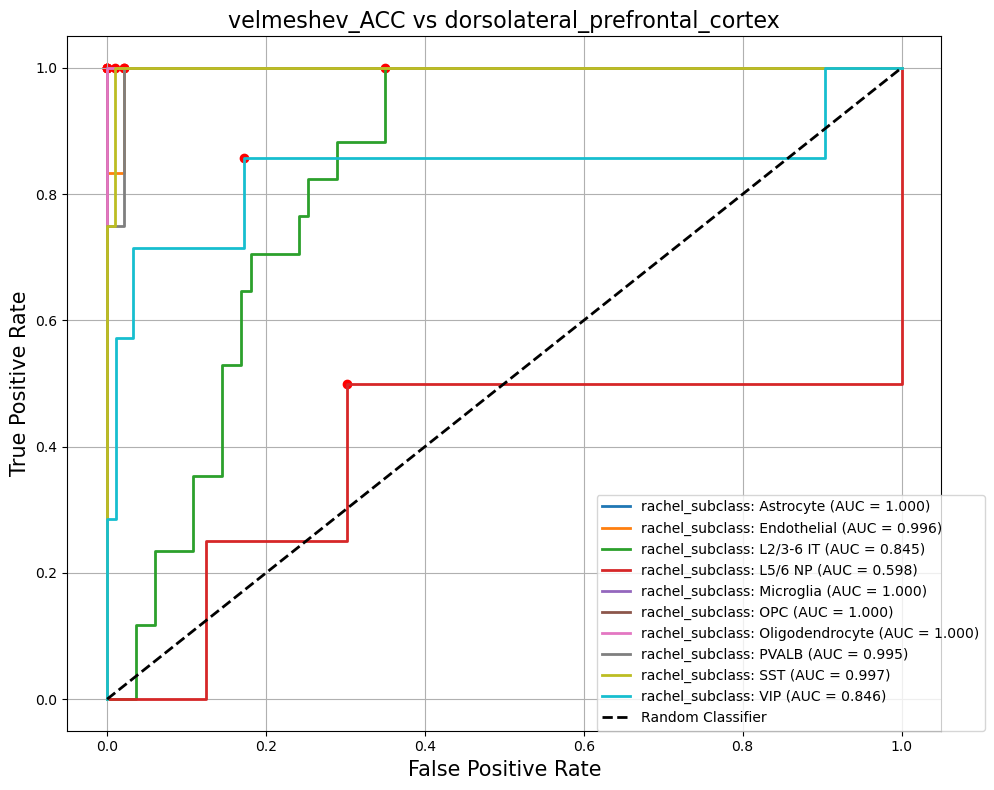 velmeshev_ACC vs dorsolateral_prefrontal_cortex
True Positive Rate
1.0
0.8
0.6
0.4
0.2
0.0
rachel_subclass: Astrocyte (AUC = 1.000)
rachel_subclass: Endothelial (AUC = 0.996)
rachel_subclass: L2/3-6 IT (AUC = 0.845)
rachel_subclass: L5/6 NP (AUC = 0.598)
rachel_subclass: Microglia (AUC = 1.000)
rachel_subclass: OPC (AUC = 1.000)
rachel_subclass: Oligodendrocyte (AUC = 1.000)
rachel_subclass: PVALB (AUC = 0.995)
rachel_subclass: SST (AUC = 0.997)
rachel_subclass: VIP (AUC = 0.846)
Random Classifier
0.0 0.2 0.4 0.6 0.8 1.0
False Positive Rate